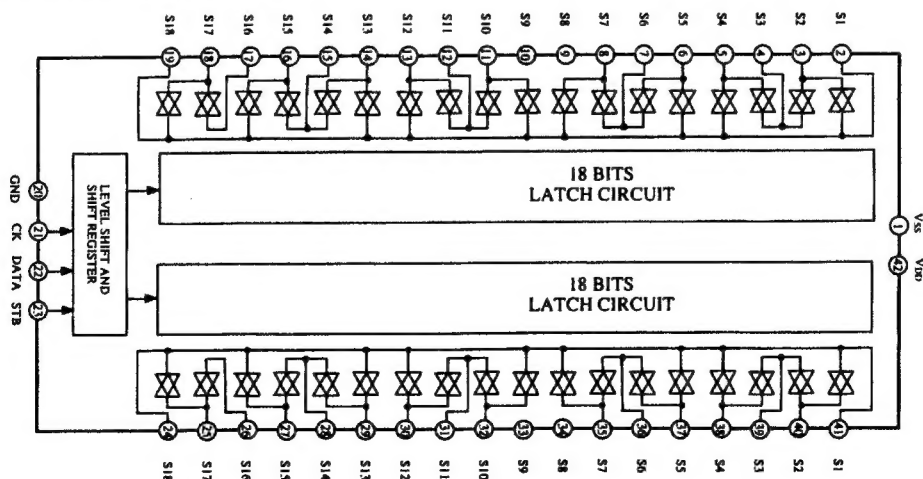 S18 S17 S16 S15 S14 S13 S12 S11 S10 S9 S8 S7 S6 S5 S4 S3 S2 S1
19 18 17 16 15 14 13 12 11 10 9 8 7 6 5 4 3 2
18 BITS
LATCH CIRCUIT
GND 20
CK 21
DATA 22
STB 23
LEVEL SHIFT AND
SHIFT REGISTER
1 VSS
42 VDD
18 BITS
LATCH CIRCUIT
24 25 26 27 28 29 30 31 32 33 34 35 36 37 38 39 40 41
S18 S17 S16 S15 S14 S13 S12 S11 S10 S9 S8 S7 S6 S5 S4 S3 S2 S1